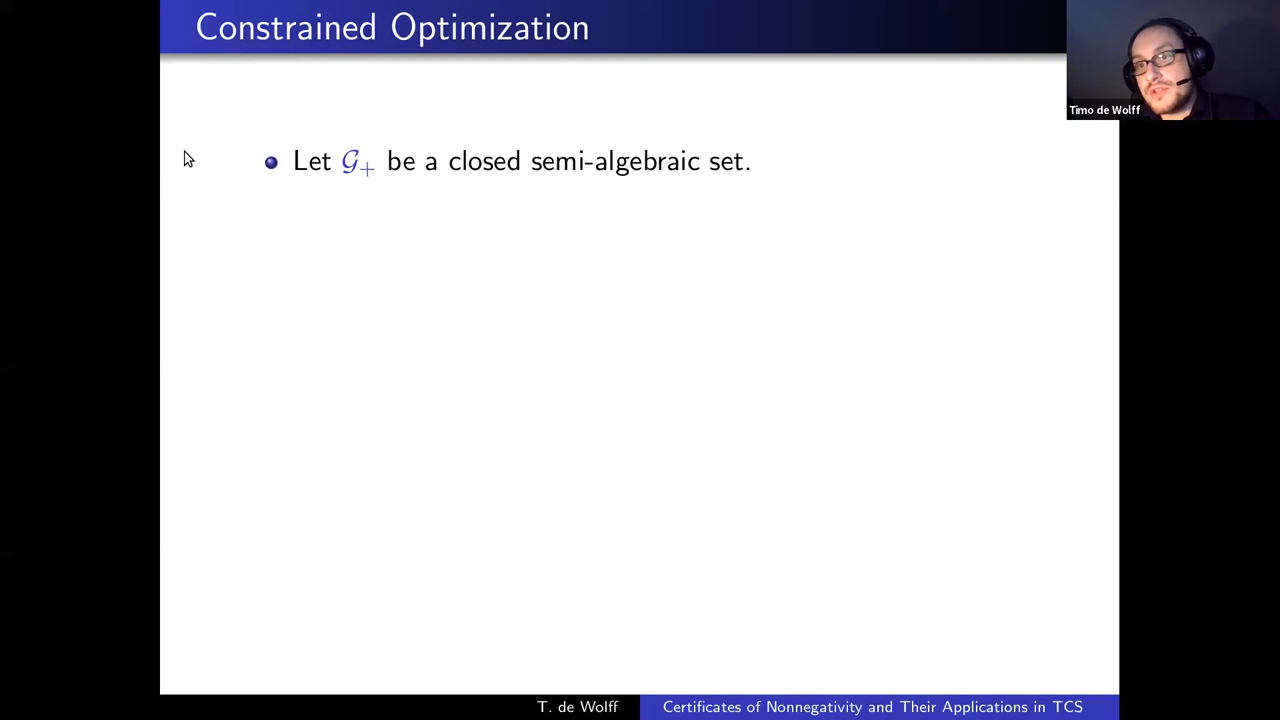 Constrained Optimization
Timo de Wolff
Let 𝒢₊ be a closed semi-algebraic set.
T. de Wolff
Certificates of Nonnegativity and Their Applications in TCS